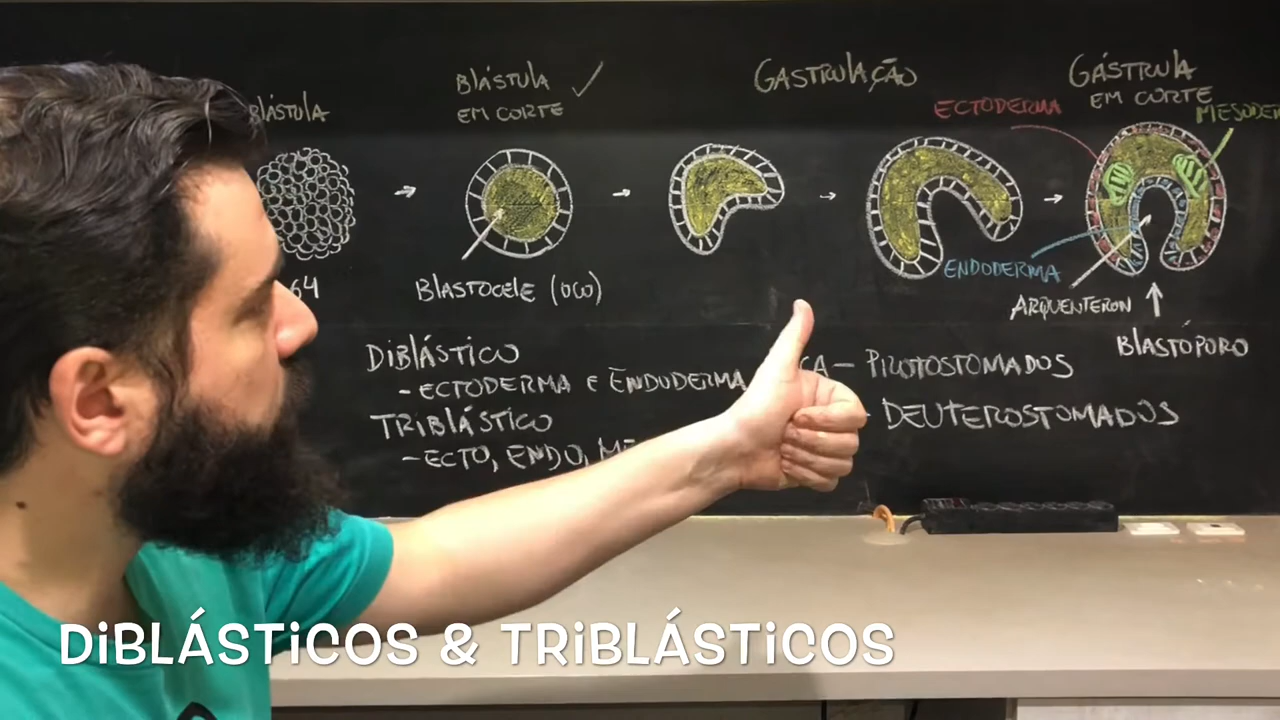 BLÁSTULA
64
BLÁSTULA
EM CORTE
BLASTOCELE (OCO)
GASTRULAÇÃO
GÁSTRULA
EM CORTE
ECTODERMA
ENDODERMA
ARQUENTERON
BLASTÓPORO
DIBLÁSTICO
- ECTODERMA E ENDODERMA
TRIBLÁSTICO
- ECTO, ENDO,
- PROTOSTOMADOS
- DEUTEROSTOMADOS
DIBLÁSTICOS & TRIBLÁSTICOS